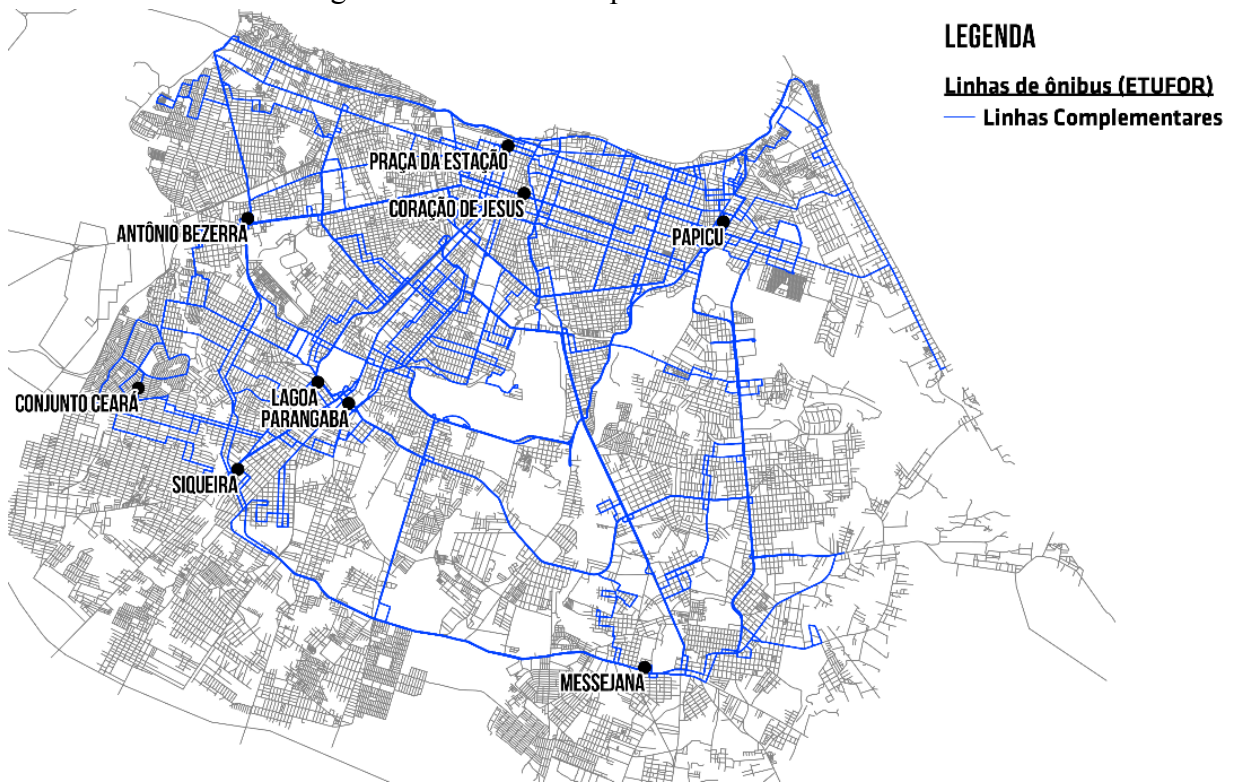 LEGENDA
Linhas de ônibus (ETUFOR)
Linhas Complementares
PRAÇA DA ESTAÇÃO
CORAÇÃO DE JESUS
ANTÔNIO BEZERRA
PAPICU
CONJUNTO CEARÁ
LAGOA
PARANGABA
SIQUEIRA
MESSEJANA